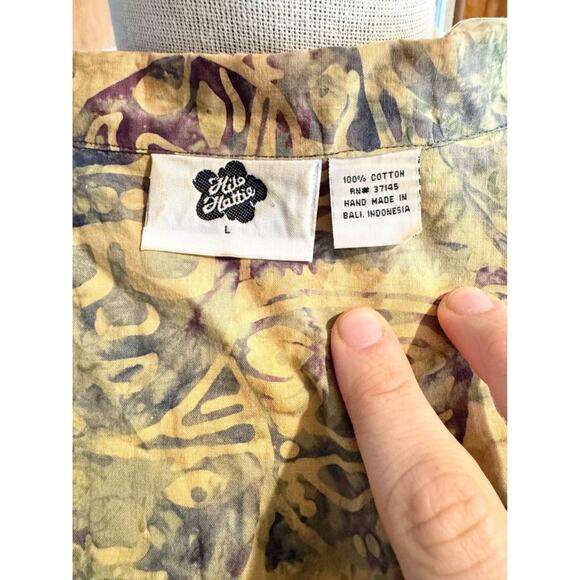 Hilo
Hattie
L
100% COTTON
RN# 37145
HAND MADE IN
BALI, INDONESIA